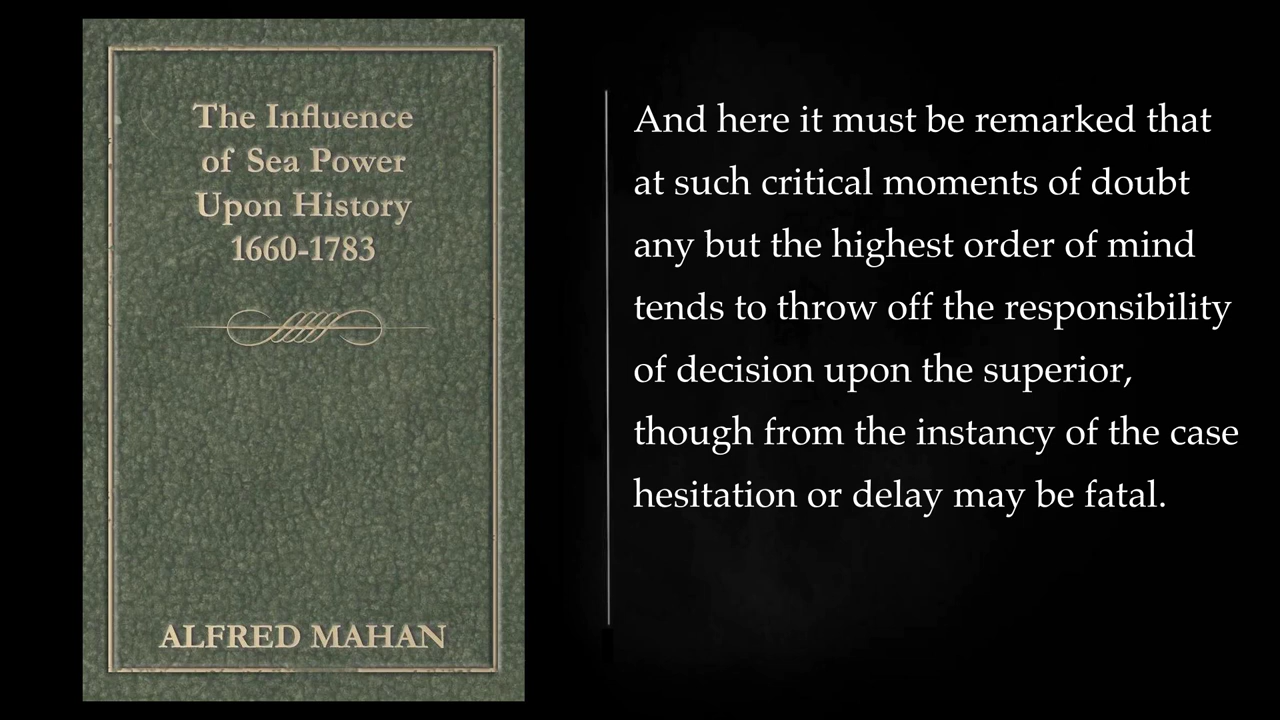 The Influence
of Sea Power
Upon History
1660-1783
ALFRED MAHAN
And here it must be remarked that
at such critical moments of doubt
any but the highest order of mind
tends to throw off the responsibility
of decision upon the superior,
though from the instancy of the case
hesitation or delay may be fatal.